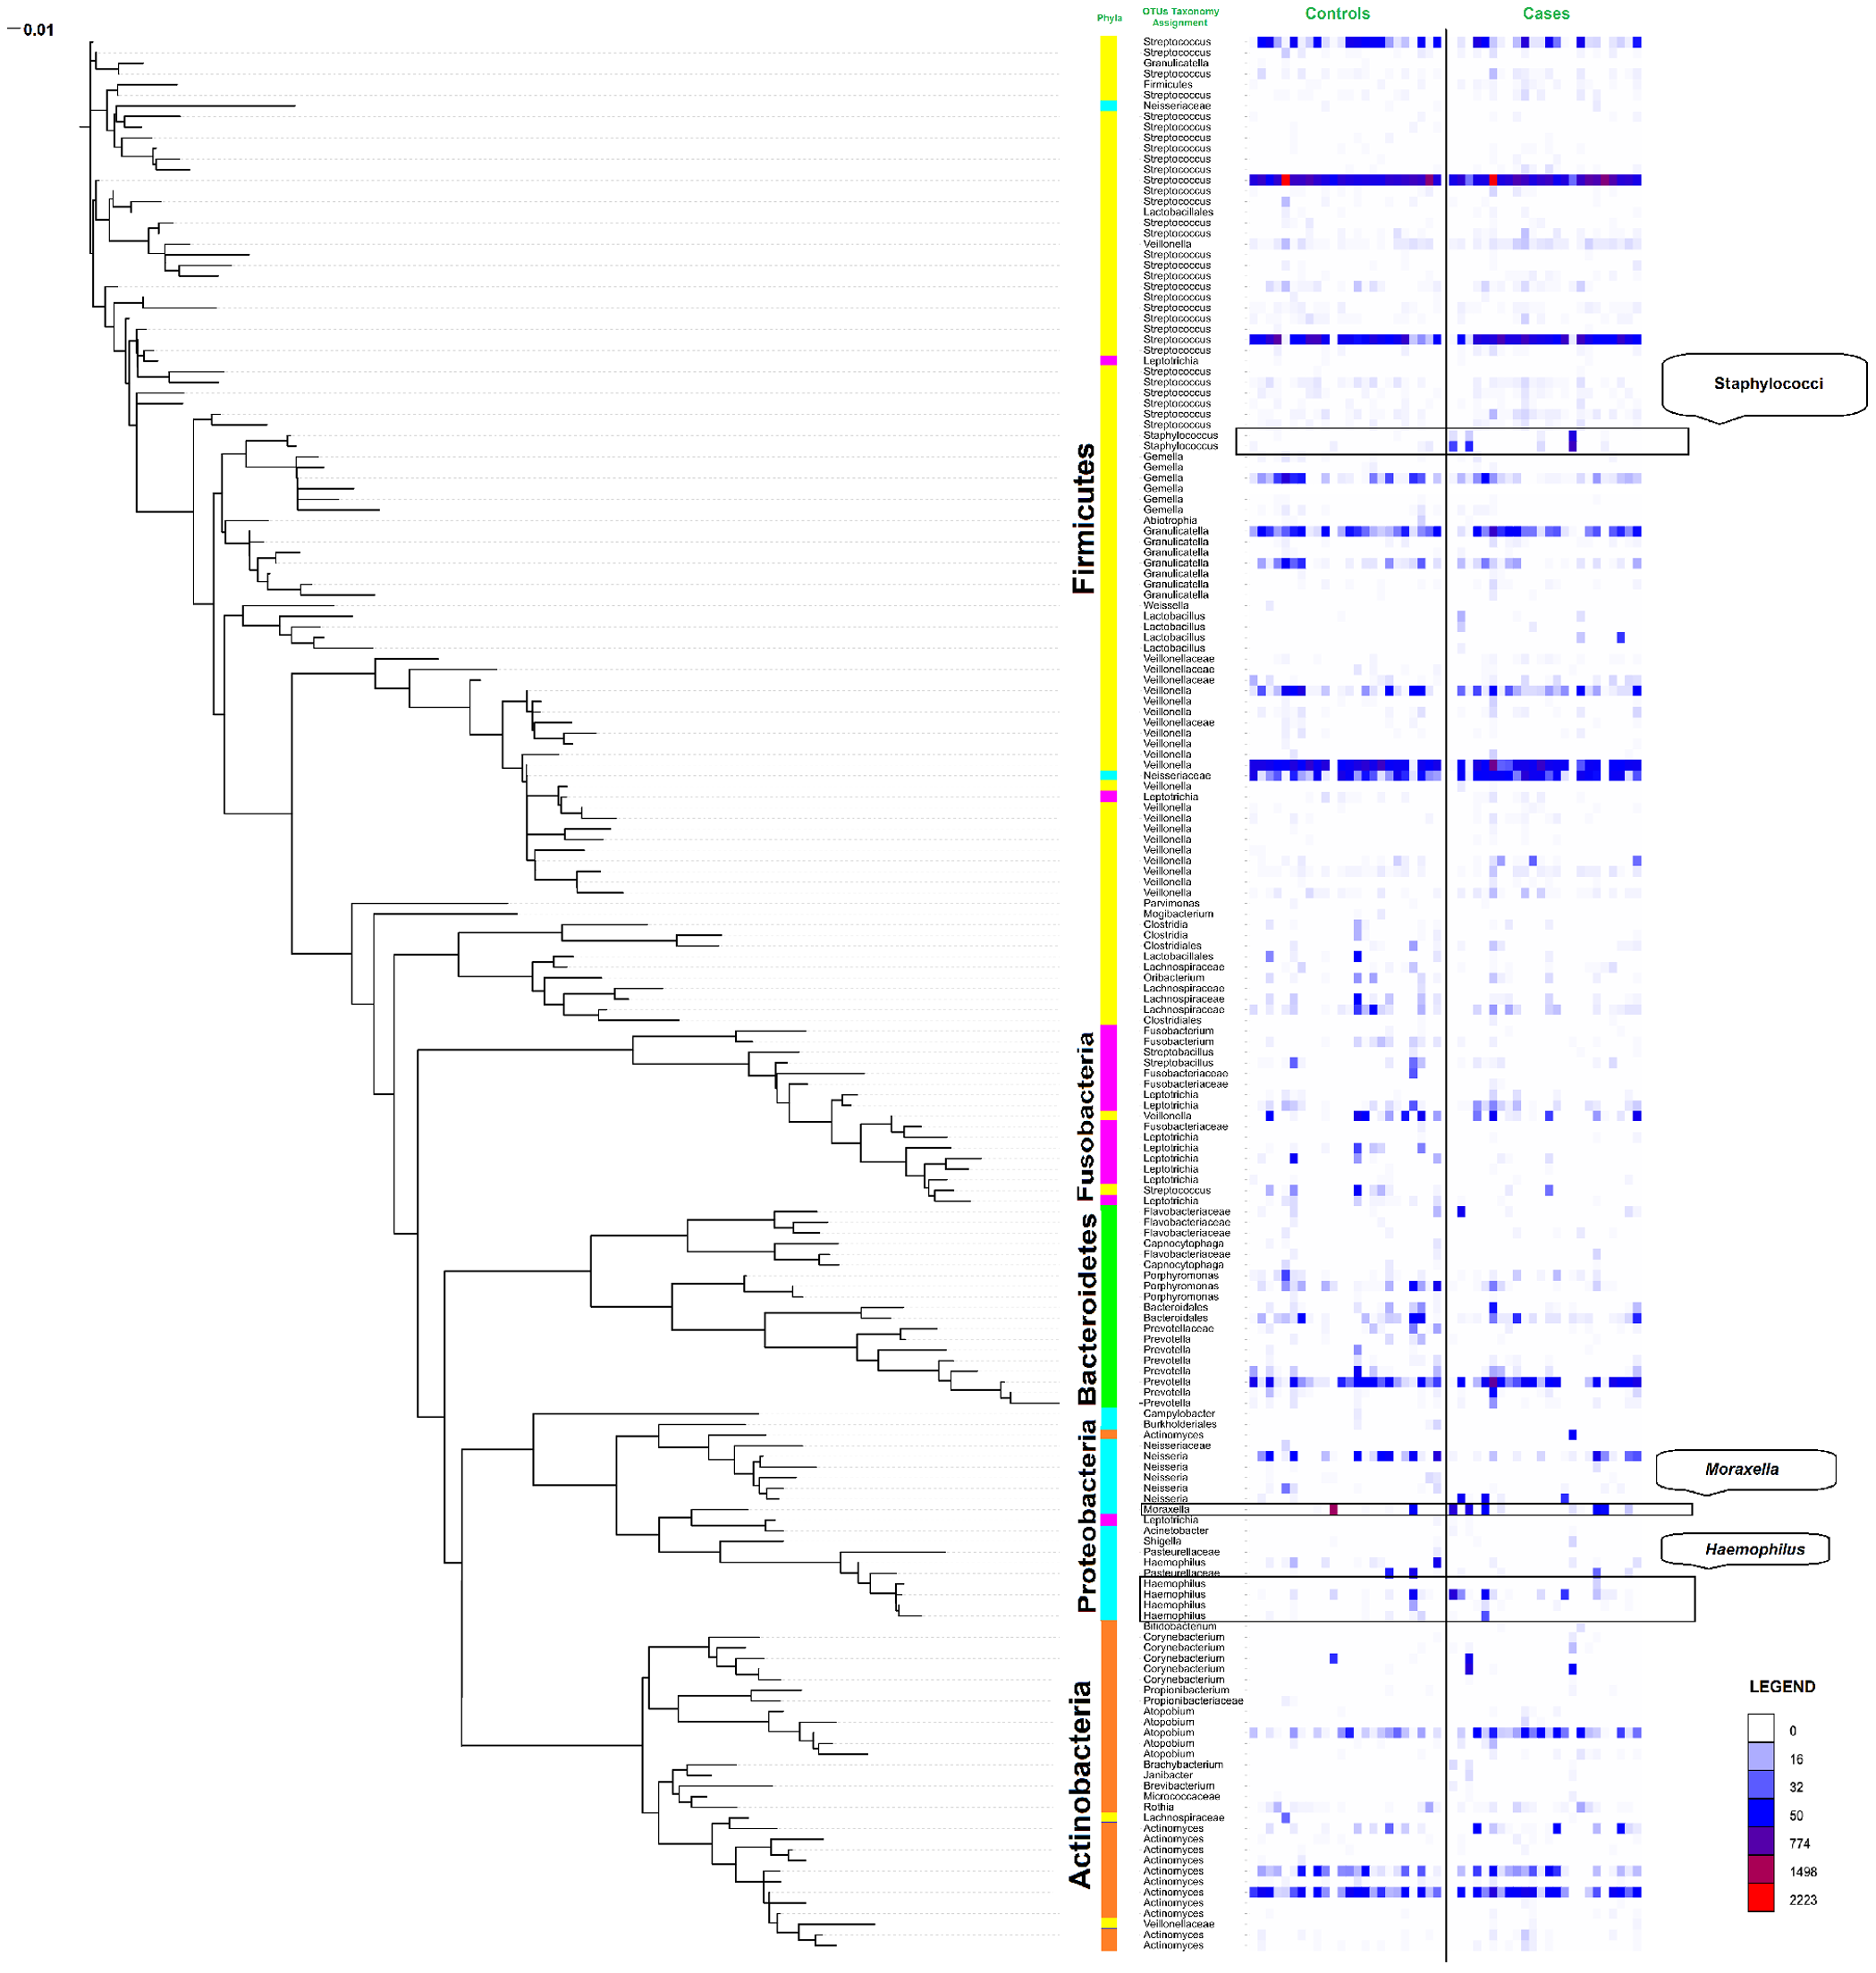 0.01
Phyla
OTUs Taxonomy
Assignment
Controls
Cases
Streptococcus
Streptococcus
Granulicatella
Streptococcus
Firmicutes
Streptococcus
Neisseriaceae
Streptococcus
Streptococcus
Streptococcus
Streptococcus
Streptococcus
Streptococcus
Streptococcus
Streptococcus
Streptococcus
Lactobacillales
Streptococcus
Streptococcus
Veillonella
Streptococcus
Streptococcus
Streptococcus
Streptococcus
Streptococcus
Streptococcus
Streptococcus
Streptococcus
Streptococcus
Streptococcus
Leptotrichia
Streptococcus
Streptococcus
Streptococcus
Streptococcus
Streptococcus
Streptococcus
Staphylococcus
Staphylococcus
Gemella
Gemella
Gemella
Gemella
Gemella
Gemella
Abiotrophia
Granulicatella
Granulicatella
Granulicatella
Granulicatella
Granulicatella
Granulicatella
Granulicatella
Weissella
Lactobacillus
Lactobacillus
Lactobacillus
Lactobacillus
Veillonellaceae
Veillonellaceae
Veillonellaceae
Veillonella
Veillonella
Veillonella
Veillonellaceae
Veillonella
Veillonella
Veillonella
Veillonella
Neisseriaceae
Veillonella
Leptotrichia
Veillonella
Veillonella
Veillonella
Veillonella
Veillonella
Veillonella
Veillonella
Veillonella
Veillonella
Parvimonas
Mogibacterium
Clostridia
Clostridia
Clostridiales
Lactobacillales
Lachnospiraceae
Oribacterium
Lachnospiraceae
Lachnospiraceae
Lachnospiraceae
Clostridiales
Fusobacterium
Fusobacterium
Streptobacillus
Streptobacillus
Fusobacteriaceae
Fusobacteriaceae
Leptotrichia
Leptotrichia
Veillonella
Fusobacteriaceae
Leptotrichia
Leptotrichia
Leptotrichia
Leptotrichia
Leptotrichia
Streptococcus
Leptotrichia
Flavobacteriaceae
Flavobacteriaceae
Flavobacteriaceae
Capnocytophaga
Flavobacteriaceae
Capnocytophaga
Porphyromonas
Porphyromonas
Porphyromonas
Bacteroidales
Bacteroidales
Prevotellaceae
Prevotella
Prevotella
Prevotella
Prevotella
Prevotella
Prevotella
Prevotella
Campylobacter
Burkholderiales
Actinomyces
Neisseriaceae
Neisseria
Neisseria
Neisseria
Neisseria
Neisseria
Moraxella
Leptotrichia
Acinetobacter
Shigella
Pasteurellaceae
Haemophilus
Pasteurellaceae
Haemophilus
Haemophilus
Haemophilus
Haemophilus
Bifidobacterium
Corynebacterium
Corynebacterium
Corynebacterium
Corynebacterium
Corynebacterium
Propionibacterium
Propionibacteriaceae
Atopobium
Atopobium
Atopobium
Atopobium
Atopobium
Brachybacterium
Janibacter
Brevibacterium
Micrococcaceae
Rothia
Lachnospiraceae
Actinomyces
Actinomyces
Actinomyces
Actinomyces
Actinomyces
Actinomyces
Actinomyces
Actinomyces
Actinomyces
Veillonellaceae
Actinomyces
Actinomyces
Firmicutes
Fusobacteria
Bacteroidetes
Proteobacteria
Actinobacteria
Staphylococci
Moraxella
Haemophilus
LEGEND
0
16
32
50
774
1498
2223